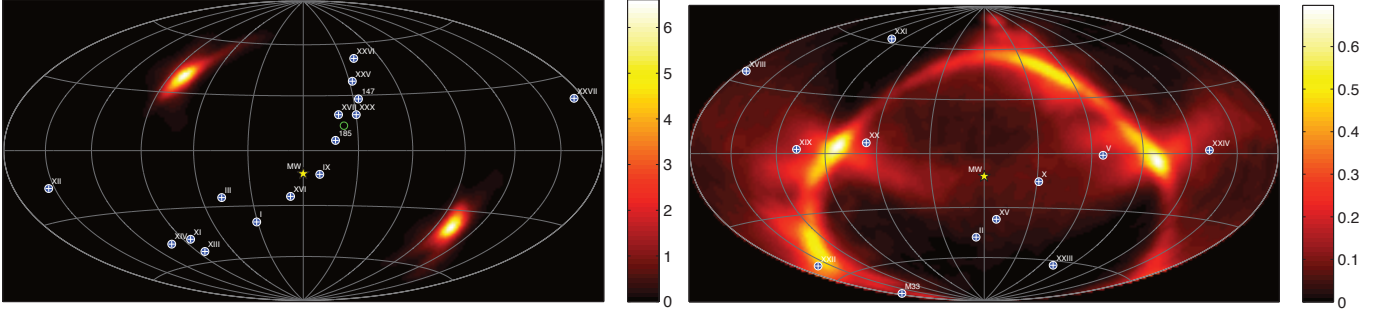 XXVI
XXV
147
XXVII
XVII
XXX
185
MW
IX
XII
III
XVI
I
XIV
XI
XIII
6
5
4
3
2
1
0
XXI
XVIII
XIX
XX
V
XXIV
MW
X
XV
II
XXII
XXIII
M33
0.6
0.5
0.4
0.3
0.2
0.1
0